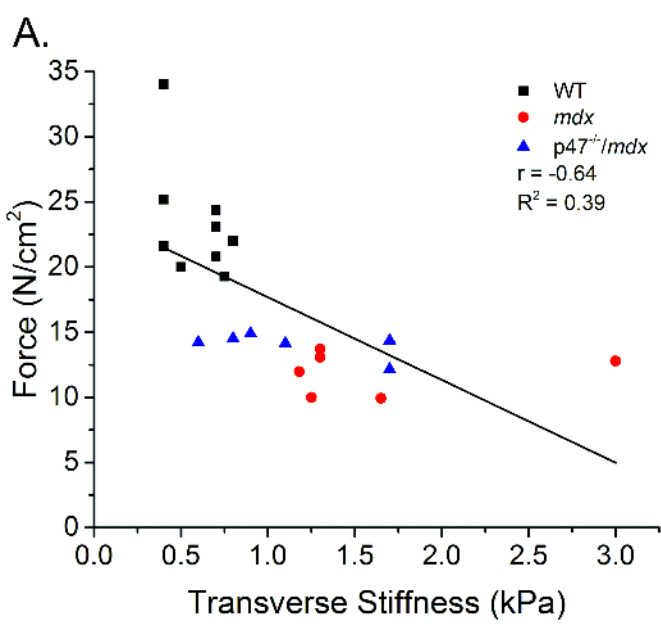 A.
35
30
25
20
15
10
5
0
Force (N/cm²)
0.0 0.5 1.0 1.5 2.0 2.5 3.0
Transverse Stiffness (kPa)
WT
mdx
p47⁻/⁻/mdx
r = -0.64
R² = 0.39